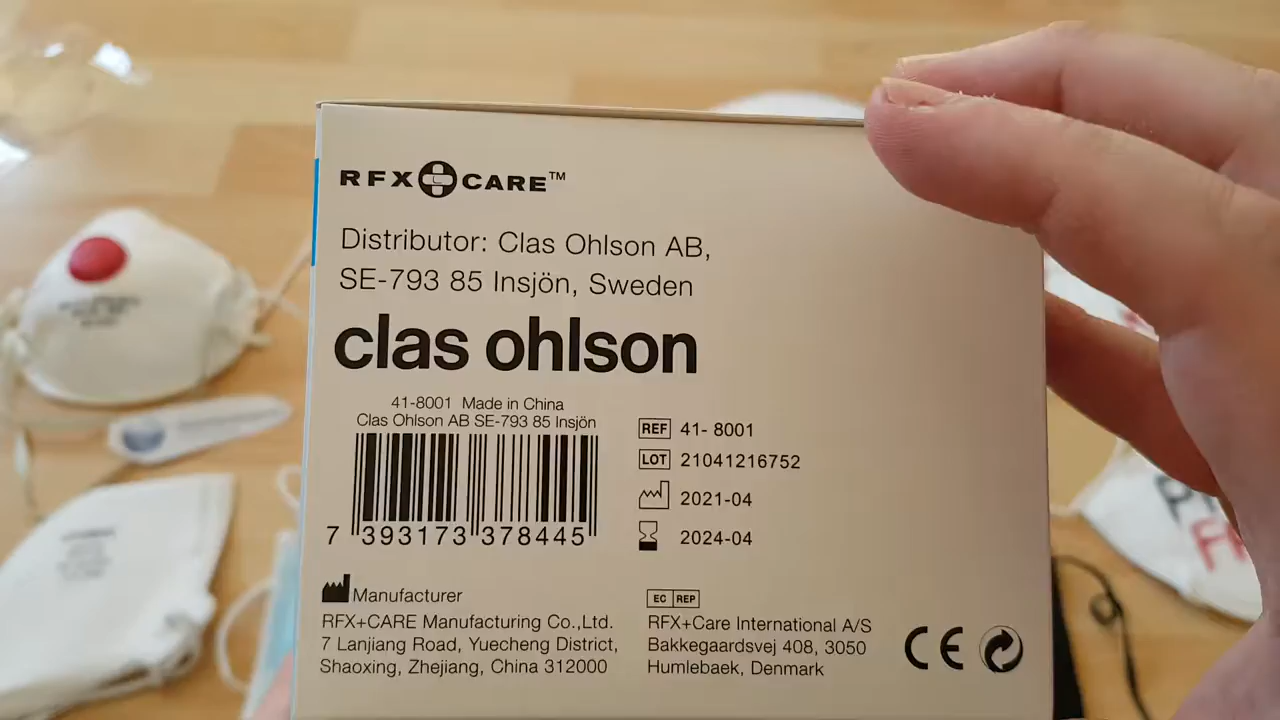 RFX CARE™
Distributor: Clas Ohlson AB,
SE-793 85 Insjön, Sweden
clas ohlson
41-8001 Made in China
Clas Ohlson AB SE-793 85 Insjön
7 393173 378445
REF 41- 8001
LOT 21041216752
2021-04
2024-04
Manufacturer
RFX+CARE Manufacturing Co.,Ltd.
7 Lanjiang Road, Yuecheng District,
Shaoxing, Zhejiang, China 312000
EC REP
RFX+Care International A/S
Bakkegaardsvej 408, 3050
Humlebaek, Denmark
CE